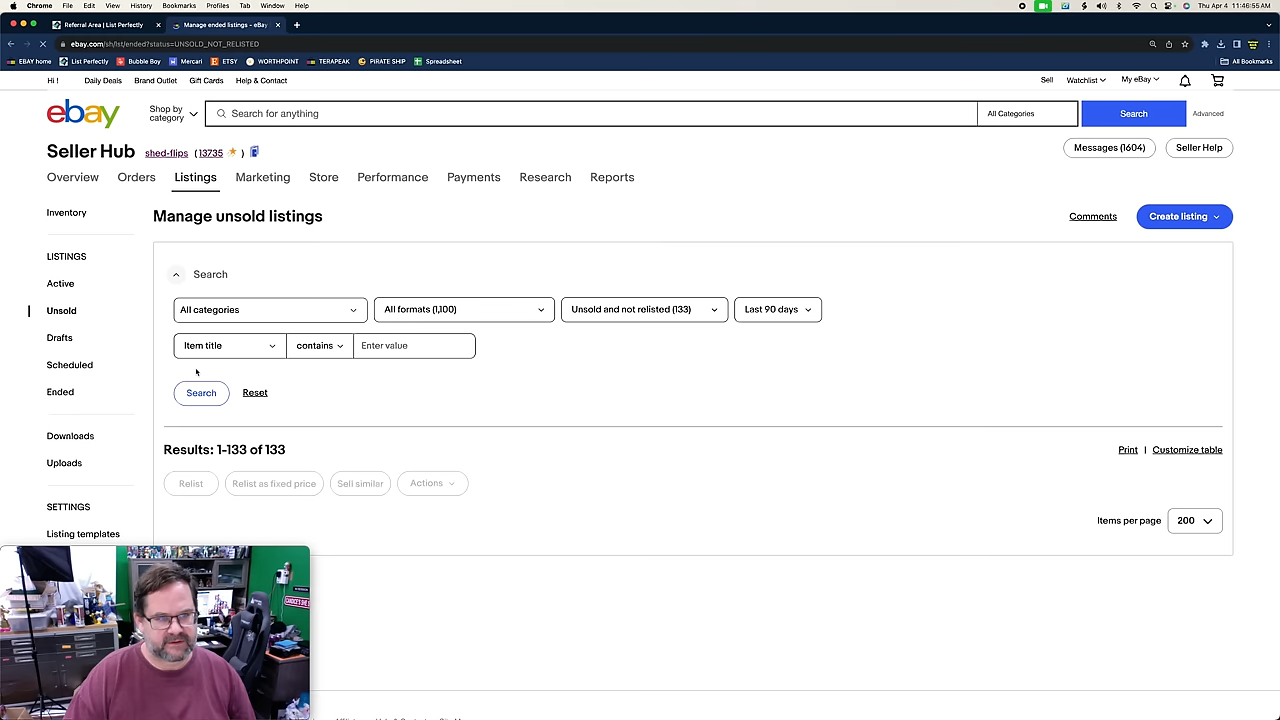 Chrome File Edit View History Bookmarks Profiles Tab Window Help Thu Apr 4 11:46:55 AM
Referral Area | List Perfectly Manage ended listings - eBay
ebay.com/sh/lst/ended?status=UNSOLD_NOT_RELISTED
EBAY home List Perfectly Bubble Boy Mercari ETSY WORTHPOINT TERAPEAK PIRATE SHIP Spreadsheet All Bookmarks
Hi ! Daily Deals Brand Outlet Gift Cards Help & Contact Sell Watchlist My eBay
ebay Shop by category Search for anything All Categories Search Advanced
Seller Hub shed-flips (13735 ) Messages (1604) Seller Help
Overview Orders Listings Marketing Store Performance Payments Research Reports
Inventory Manage unsold listings Comments Create listing
LISTINGS
Search
Active
All categories All formats (1,100) Unsold and not relisted (133) Last 90 days
Unsold
Drafts
Item title contains Enter value
Scheduled
Ended Search Reset
Downloads
Results: 1-133 of 133 Print | Customize table
Uploads
Relist Relist as fixed price Sell similar Actions
SETTINGS
Items per page 200
Listing templates